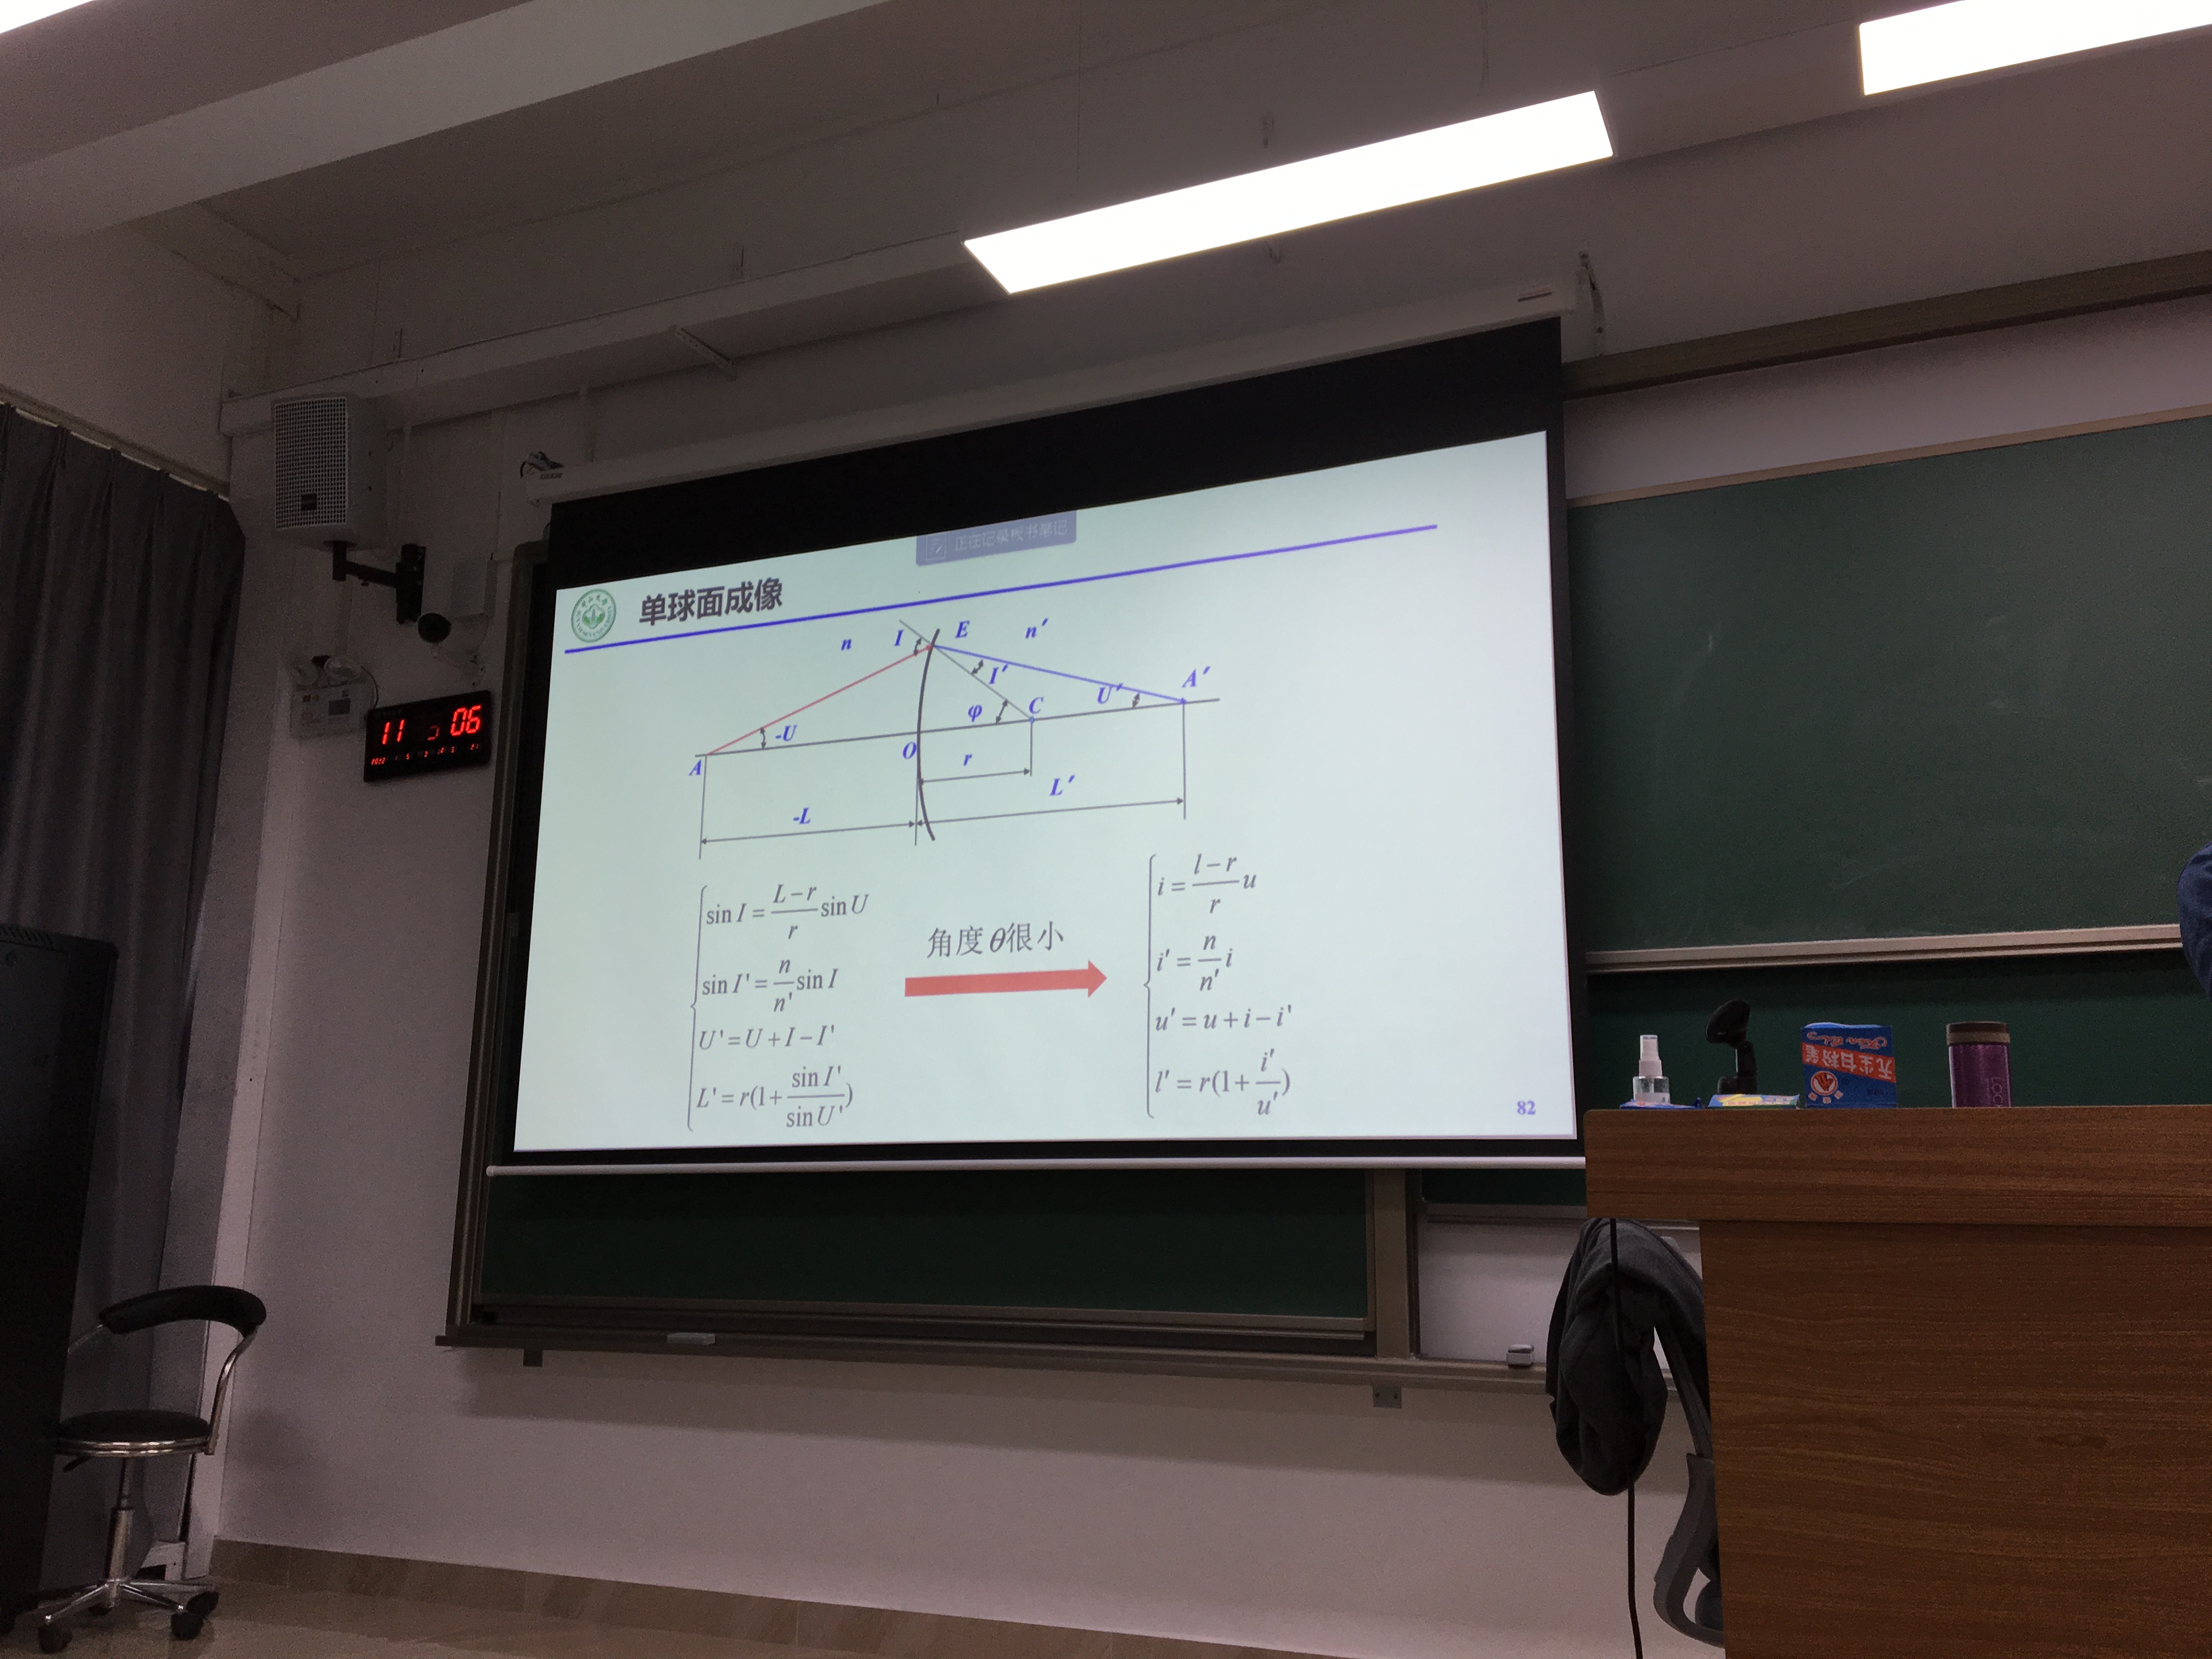 正在记录板书笔记
单球面成像
n
I
E
n′
I′
φ
C
U′
A′
-U
A
O
r
L′
-L
sin I = \frac{L-r}{r} sin U
sin I' = \frac{n}{n'} sin I
U' = U + I - I'
L' = r(1 + \frac{sin I'}{sin U'})
角度θ很小
i = \frac{l-r}{r} u
i' = \frac{n}{n'} i
u' = u + i - i'
l' = r(1 + \frac{i'}{u'})
82
11 06
无尘白粉笔